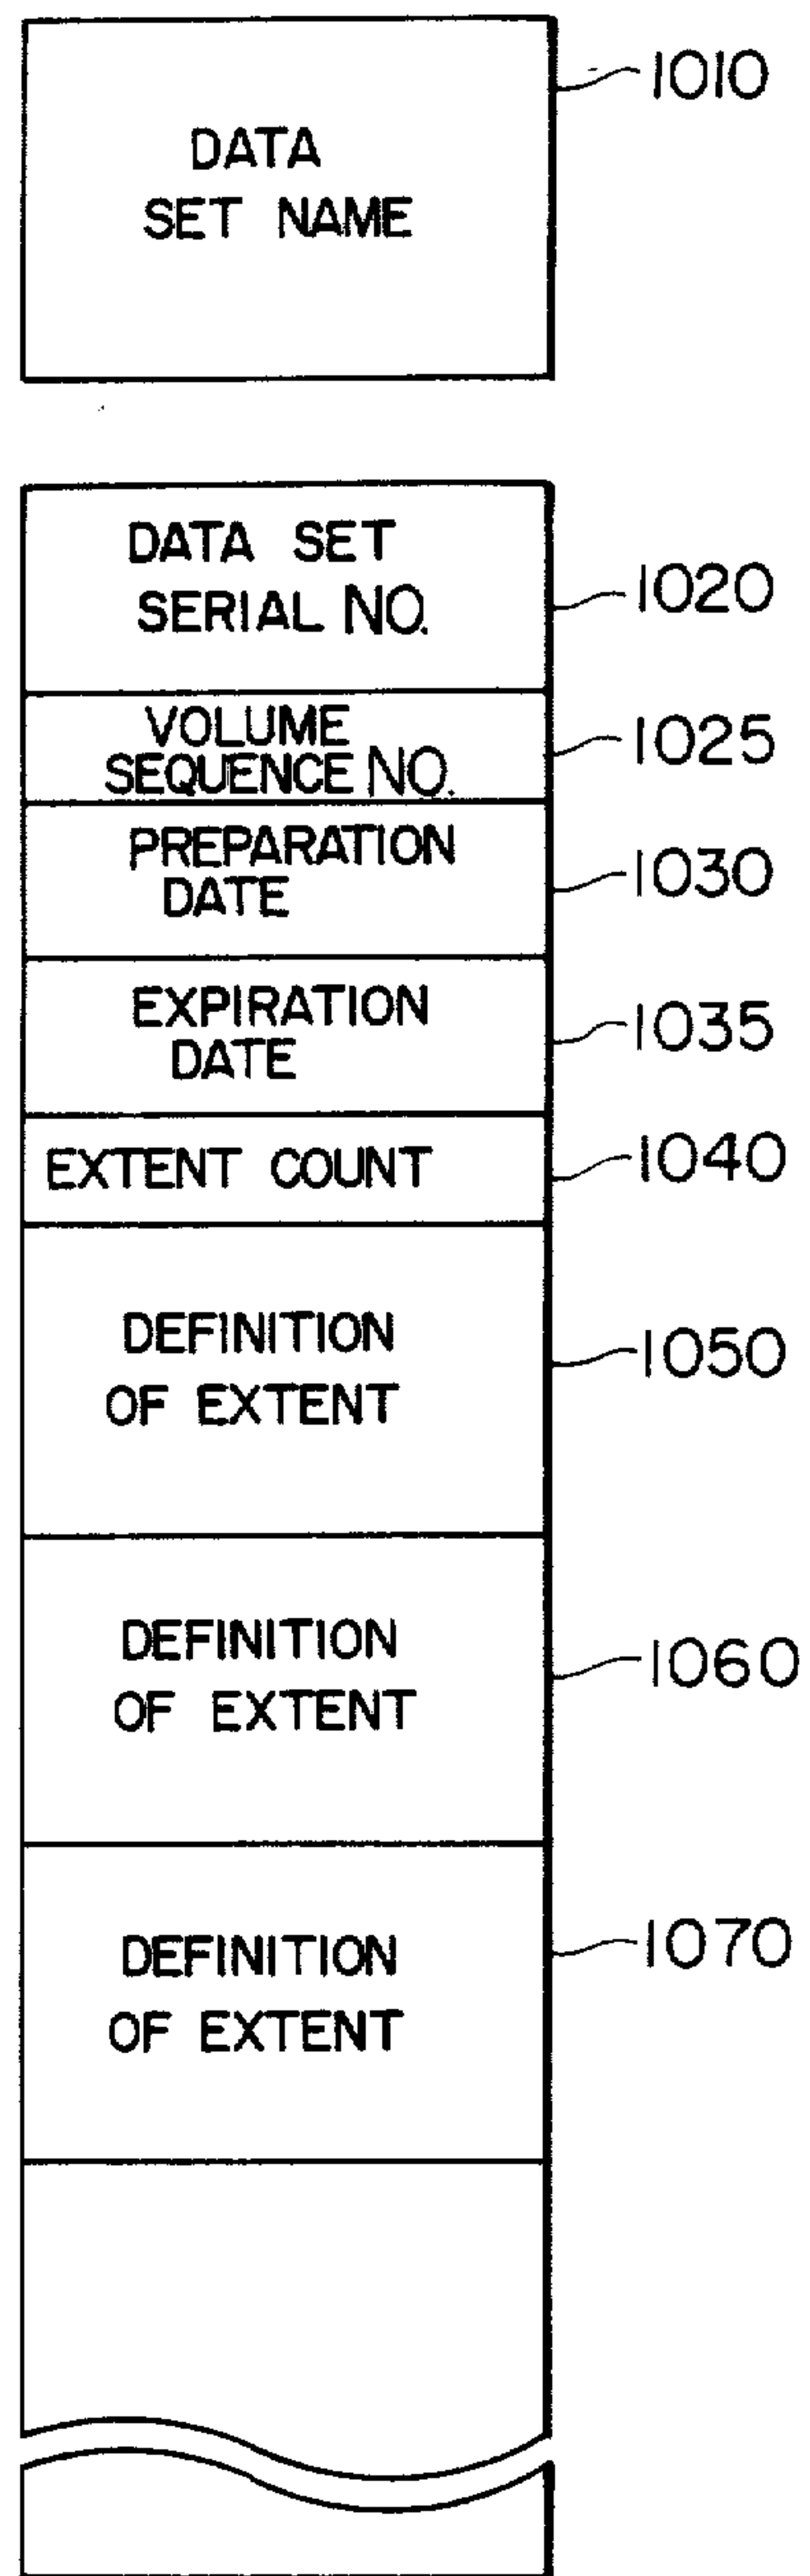 1010
DATA
SET NAME
DATA SET
SERIAL NO.
1020
VOLUME
SEQUENCE NO.
1025
PREPARATION
DATE
1030
EXPIRATION
DATE
1035
EXTENT COUNT
1040
DEFINITION
OF EXTENT
1050
DEFINITION
OF EXTENT
1060
DEFINITION
OF EXTENT
1070